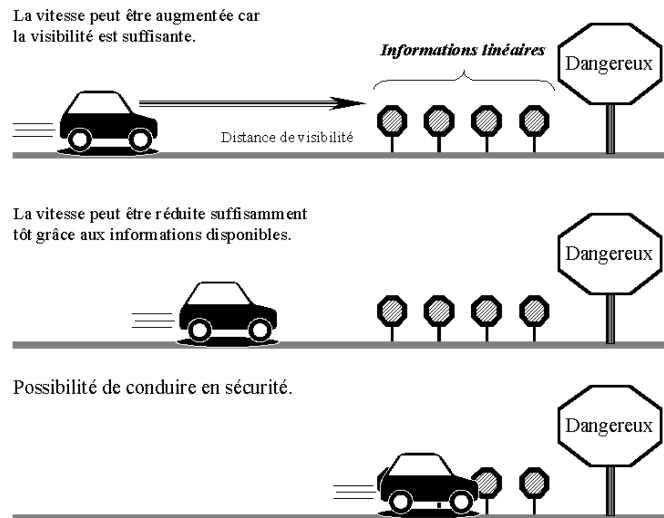 La vitesse peut être augmentée car
la visibilité est suffisante.
Informations linéaires
Dangereux
Distance de visibilité
La vitesse peut être réduite suffisamment
tôt grâce aux informations disponibles.
Dangereux
Possibilité de conduire en sécurité.
Dangereux